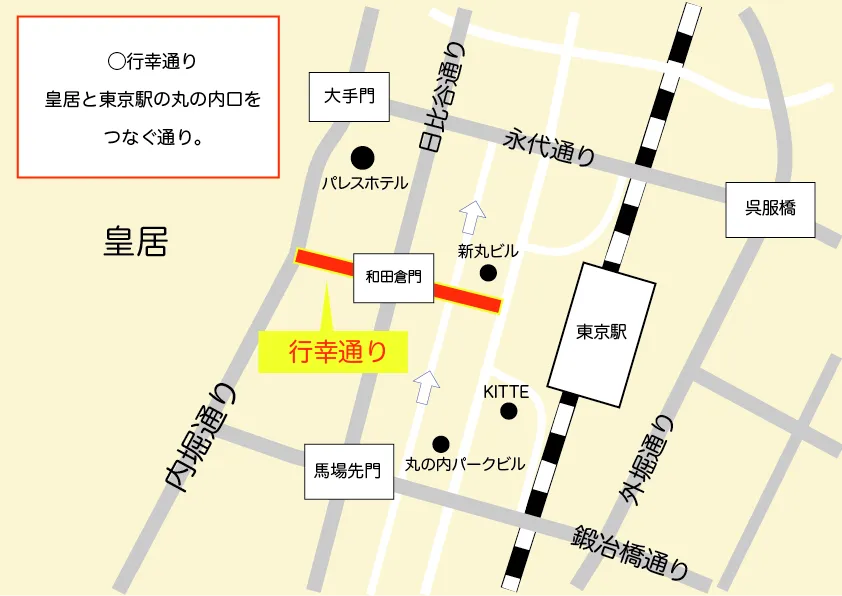 〇行幸通り
皇居と東京駅の丸の内口を
つなぐ通り。
大手門
日比谷通り
永代通り
パレスホテル
呉服橋
皇居
新丸ビル
和田倉門
東京駅
行幸通り
KITTE
内堀通り
外堀通り
馬場先門
丸の内パークビル
鍛冶橋通り